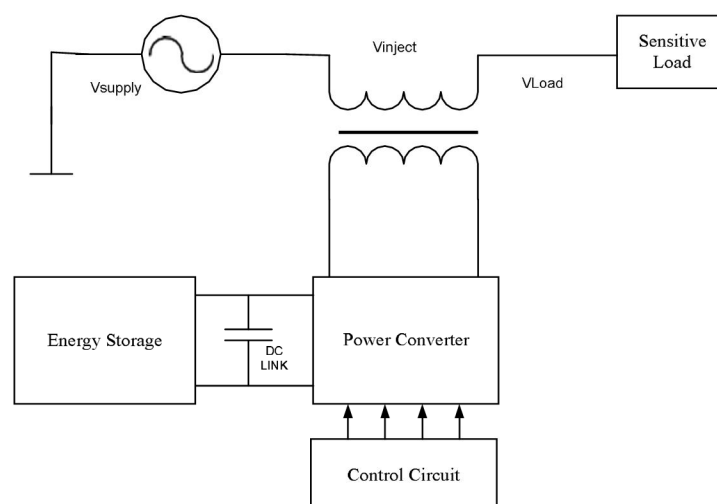 Vinject
Sensitive
Load
Vsupply
VLoad
Energy Storage
DC
LINK
Power Converter
Control Circuit